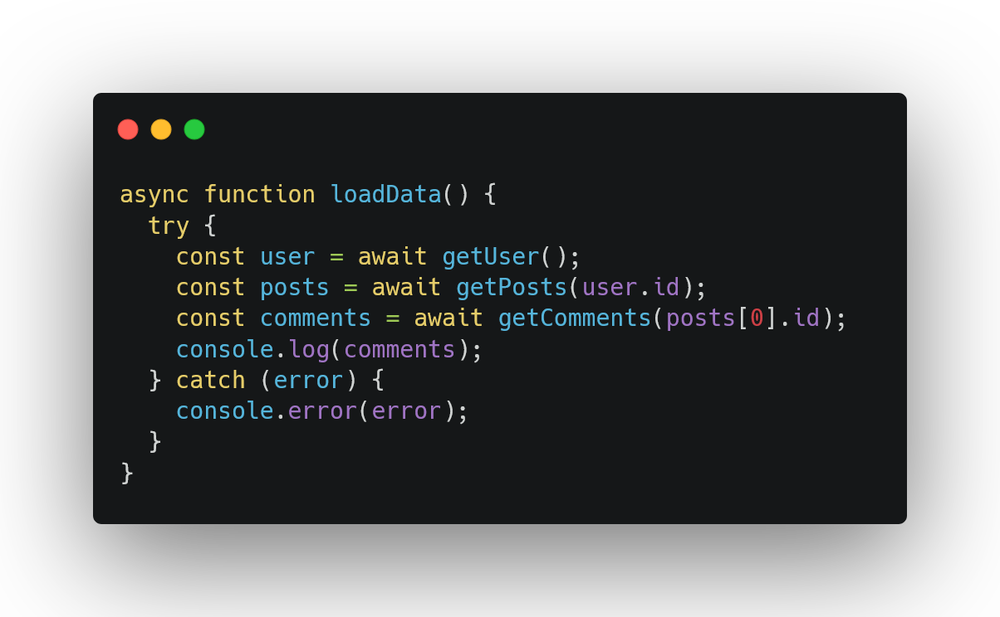 async function loadData() {
  try {
    const user = await getUser();
    const posts = await getPosts(user.id);
    const comments = await getComments(posts[0].id);
    console.log(comments);
  } catch (error) {
    console.error(error);
  }
}